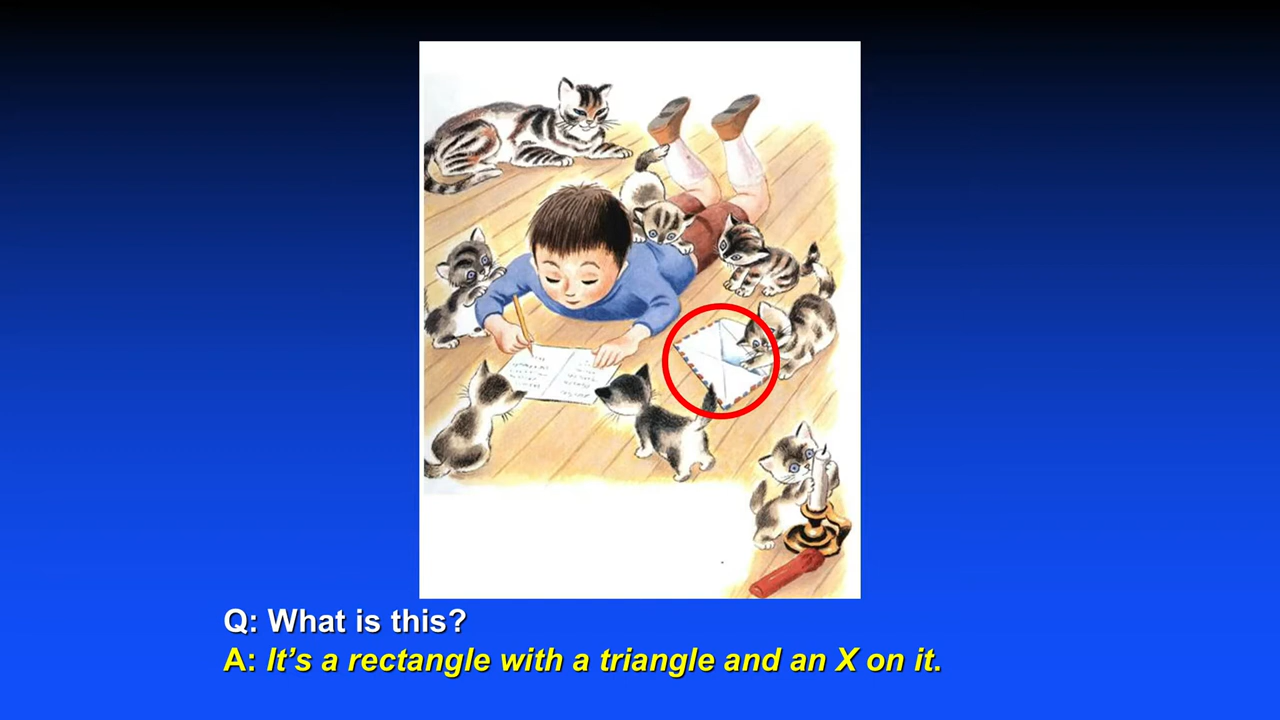 Q: What is this?
A: It’s a rectangle with a triangle and an X on it.